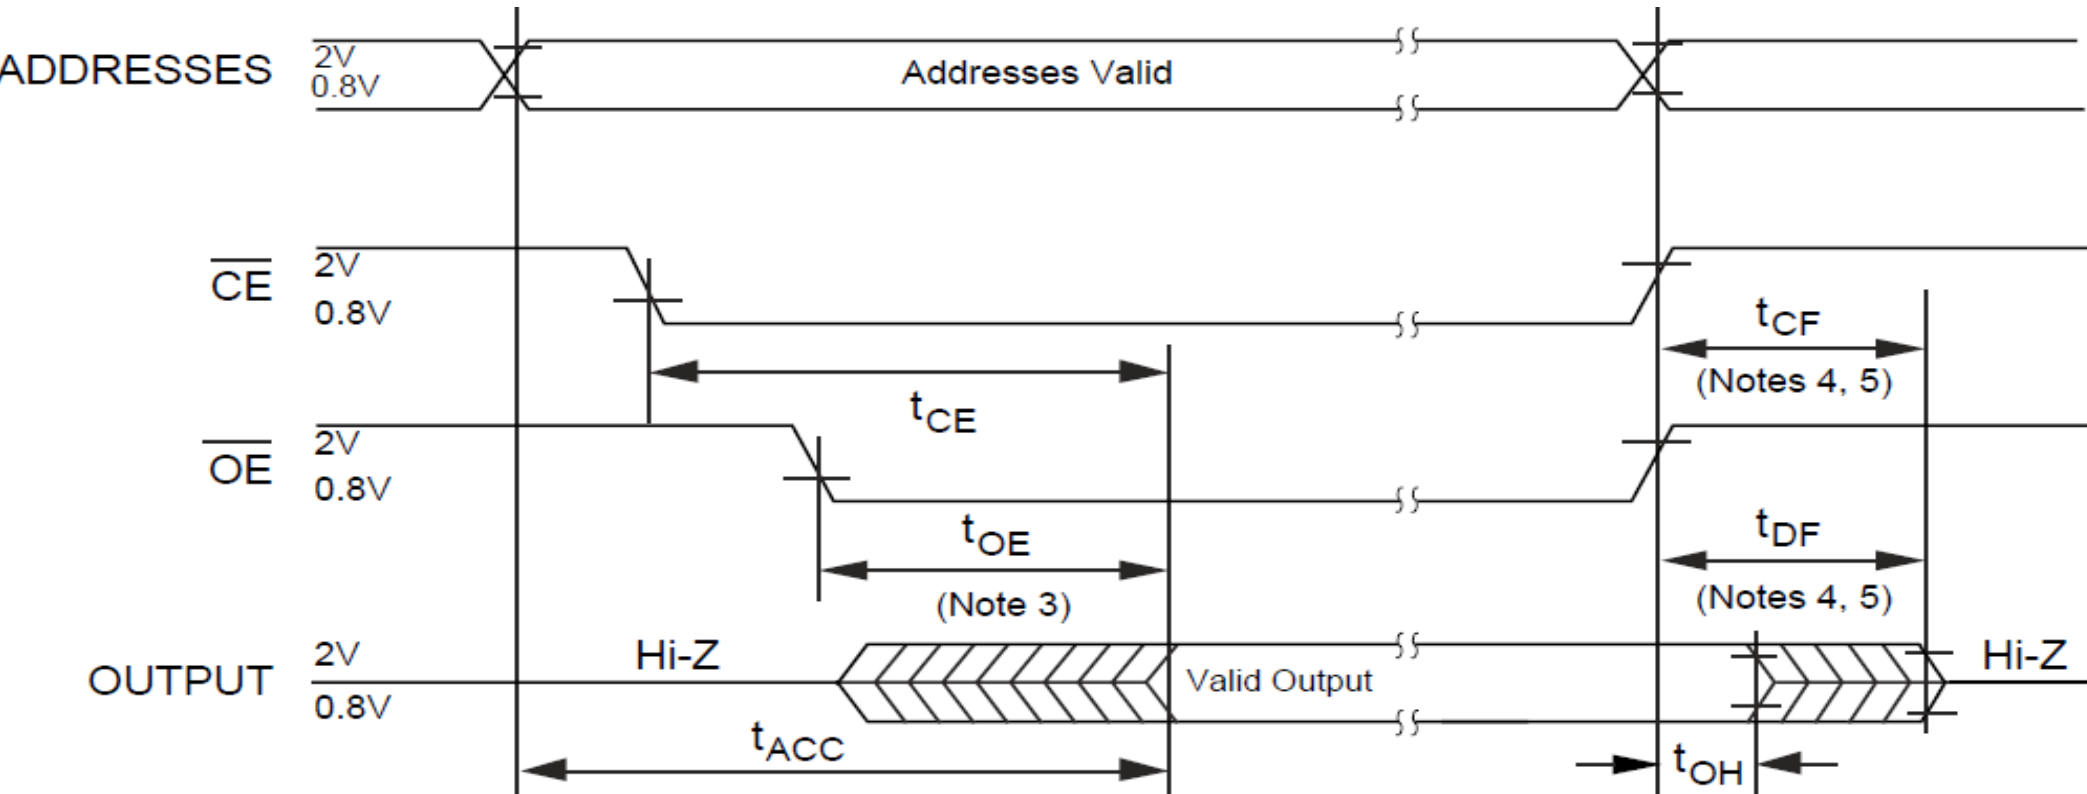 ADDRESSES
2V
0.8V
Addresses Valid
CE
2V
0.8V
tCF
(Notes 4, 5)
tCE
OE
2V
0.8V
tOE
(Note 3)
tDF
(Notes 4, 5)
OUTPUT
2V
0.8V
Hi-Z
Valid Output
Hi-Z
tACC
tOH